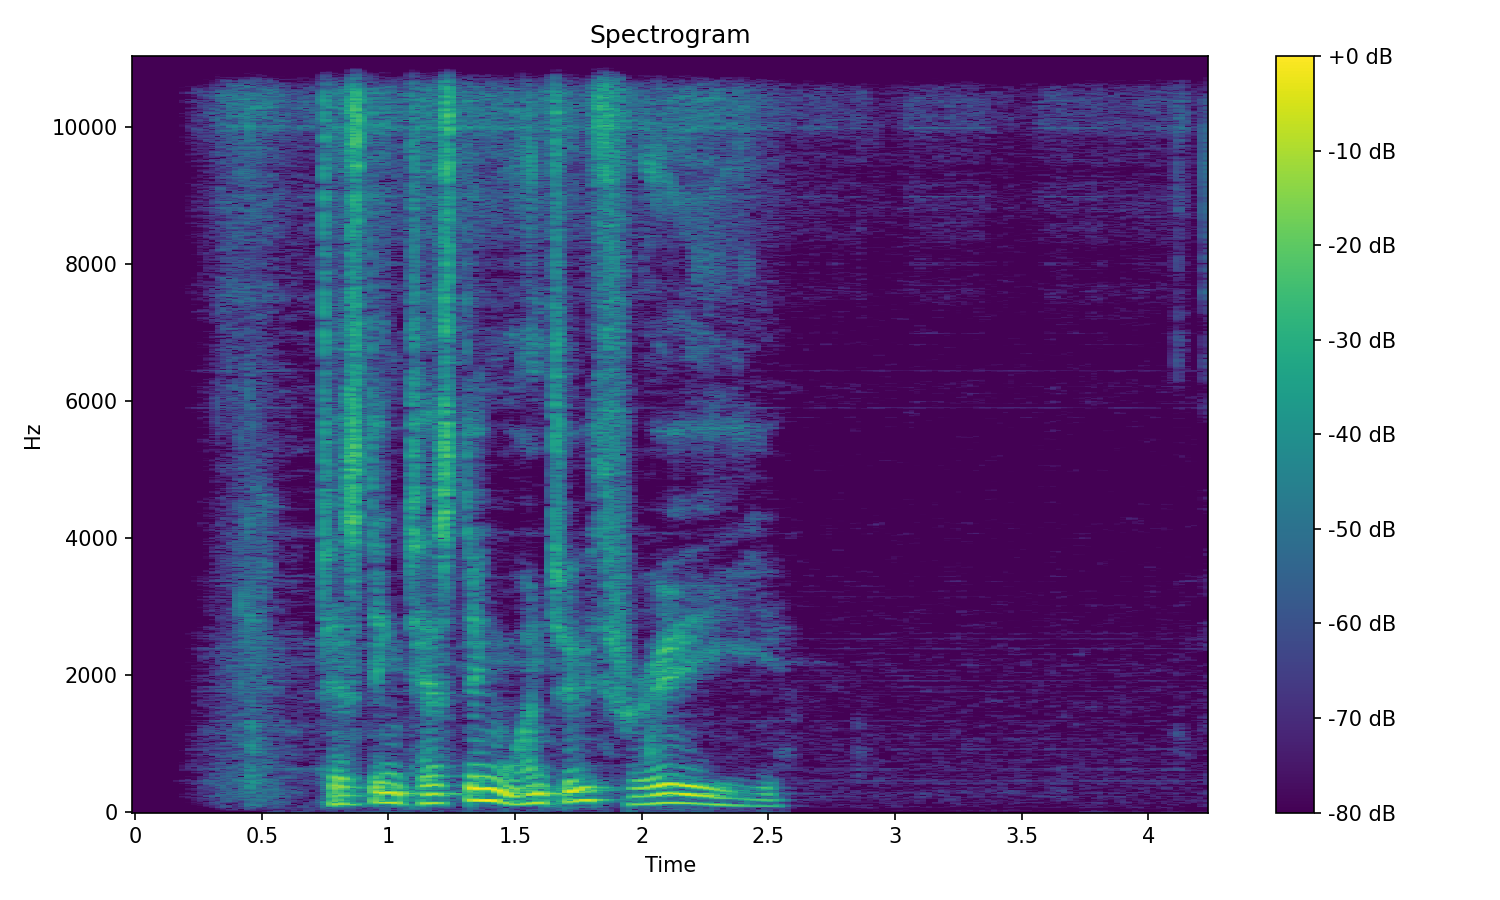 Spectrogram
Hz
10000
8000
6000
4000
2000
0
0
0.5
1
1.5
2
2.5
3
3.5
4
Time
+0 dB
-10 dB
-20 dB
-30 dB
-40 dB
-50 dB
-60 dB
-70 dB
-80 dB